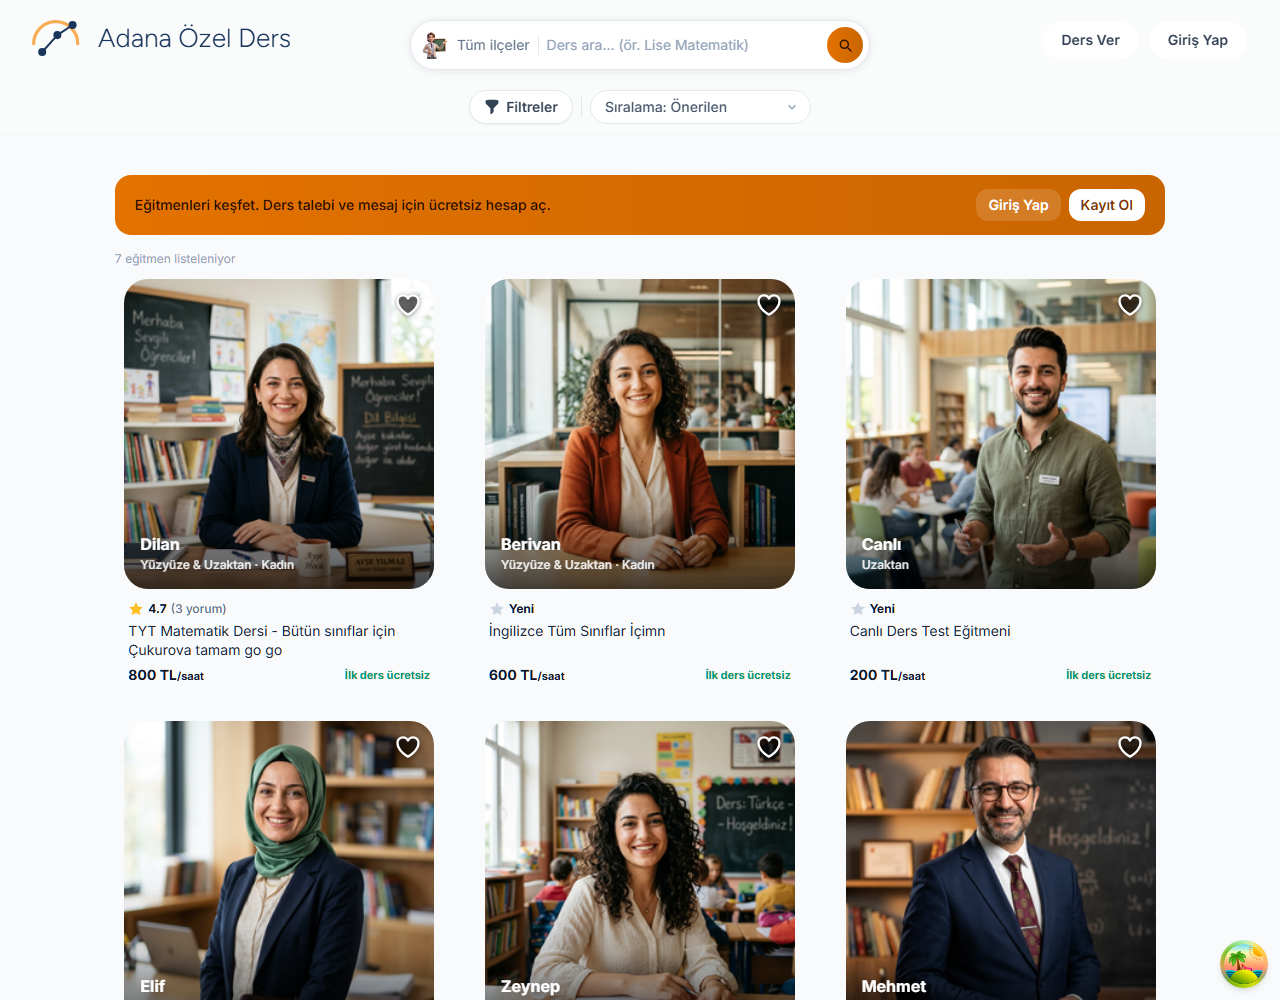 Adana Özel Ders
Tüm ilçeler
Ders ara... (ör. Lise Matematik)
Ders Ver
Giriş Yap
Filtreler
Sıralama: Önerilen
Eğitmenleri keşfet. Ders talebi ve mesaj için ücretsiz hesap aç.
Giriş Yap
Kayıt Ol
7 eğitmen listeleniyor
Merhaba
Sevgili
Öğrenciler!
Merhaba Sevgili
Öğrenciler!
Dil Bilgisi
Ayşe
Hoca
AYŞE YILMAZ
Dilan
Yüzyüze & Uzaktan · Kadın
4.7 (3 yorum)
TYT Matematik Dersi - Bütün sınıflar için
Çukurova tamam go go
800 TL/saat
İlk ders ücretsiz
Berivan
Yüzyüze & Uzaktan · Kadın
Yeni
İngilizce Tüm Sınıflar İçimn
600 TL/saat
İlk ders ücretsiz
Canlı
Uzaktan
Yeni
Canlı Ders Test Eğitmeni
200 TL/saat
İlk ders ücretsiz
Elif
Ders: Türkçe -
- Hoşgeldiniz!
Zeynep
Hoşgeldiniz!
Mehmet